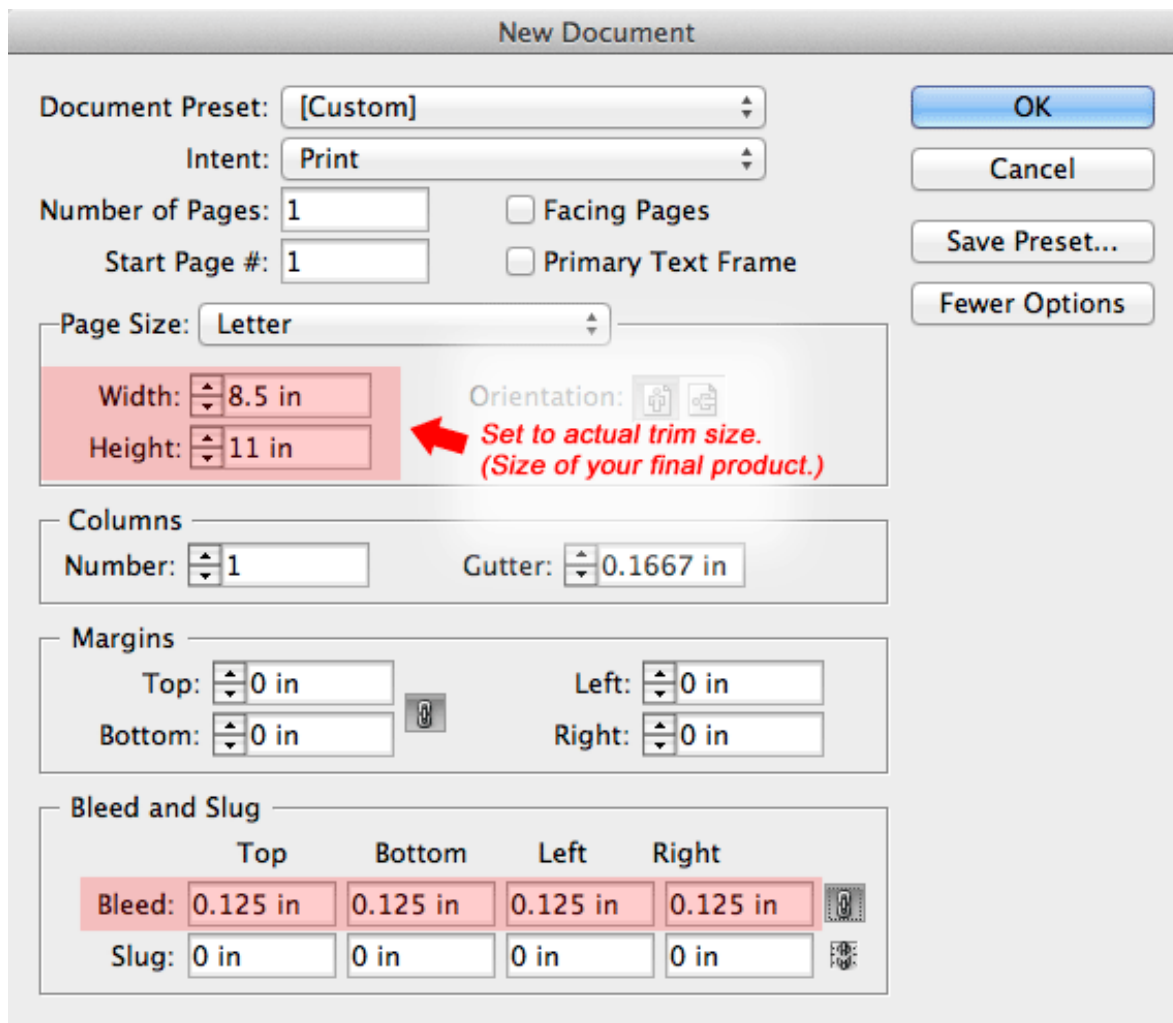 New Document
Document Preset: [Custom]
OK
Intent: Print
Cancel
Number of Pages: 1
Facing Pages
Save Preset...
Start Page #: 1
Primary Text Frame
Fewer Options
Page Size: Letter
Width: 8.5 in
Orientation:
Height: 11 in
Set to actual trim size.
(Size of your final product.)
Columns
Number: 1
Gutter: 0.1667 in
Margins
Top: 0 in
Left: 0 in
Bottom: 0 in
Right: 0 in
Bleed and Slug
Top Bottom Left Right
Bleed: 0.125 in 0.125 in 0.125 in 0.125 in
Slug: 0 in 0 in 0 in 0 in